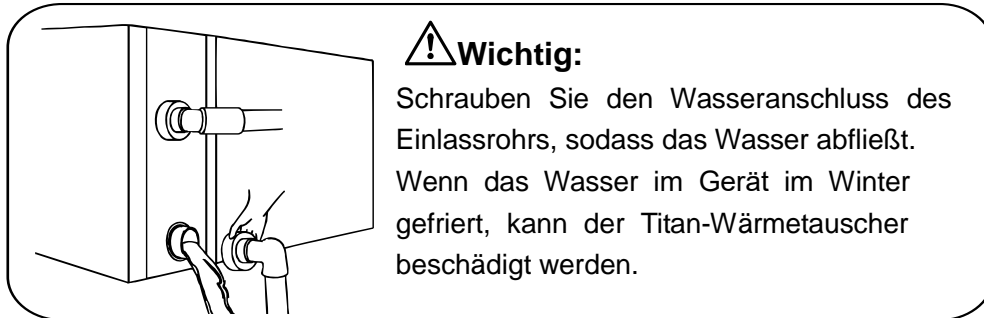 Wichtig:
Schrauben Sie den Wasseranschluss des
Einlassrohrs, sodass das Wasser abfließt.
Wenn das Wasser im Gerät im Winter
gefriert, kann der Titan-Wärmetauscher
beschädigt werden.